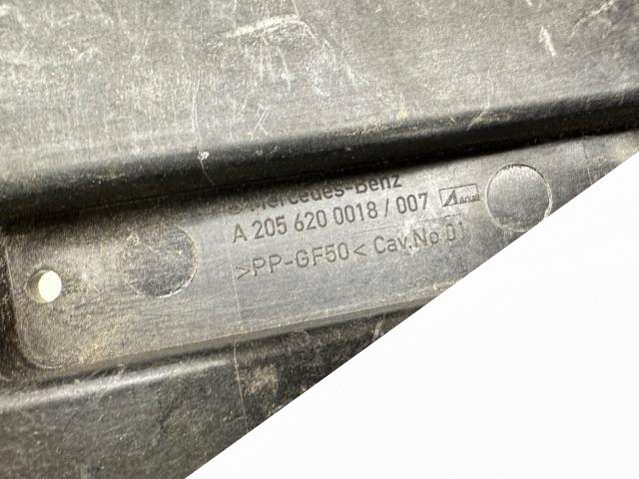 Mercedes-Benz
A 205 620 0018 / 007
>PP-GF50< Cav.No 01